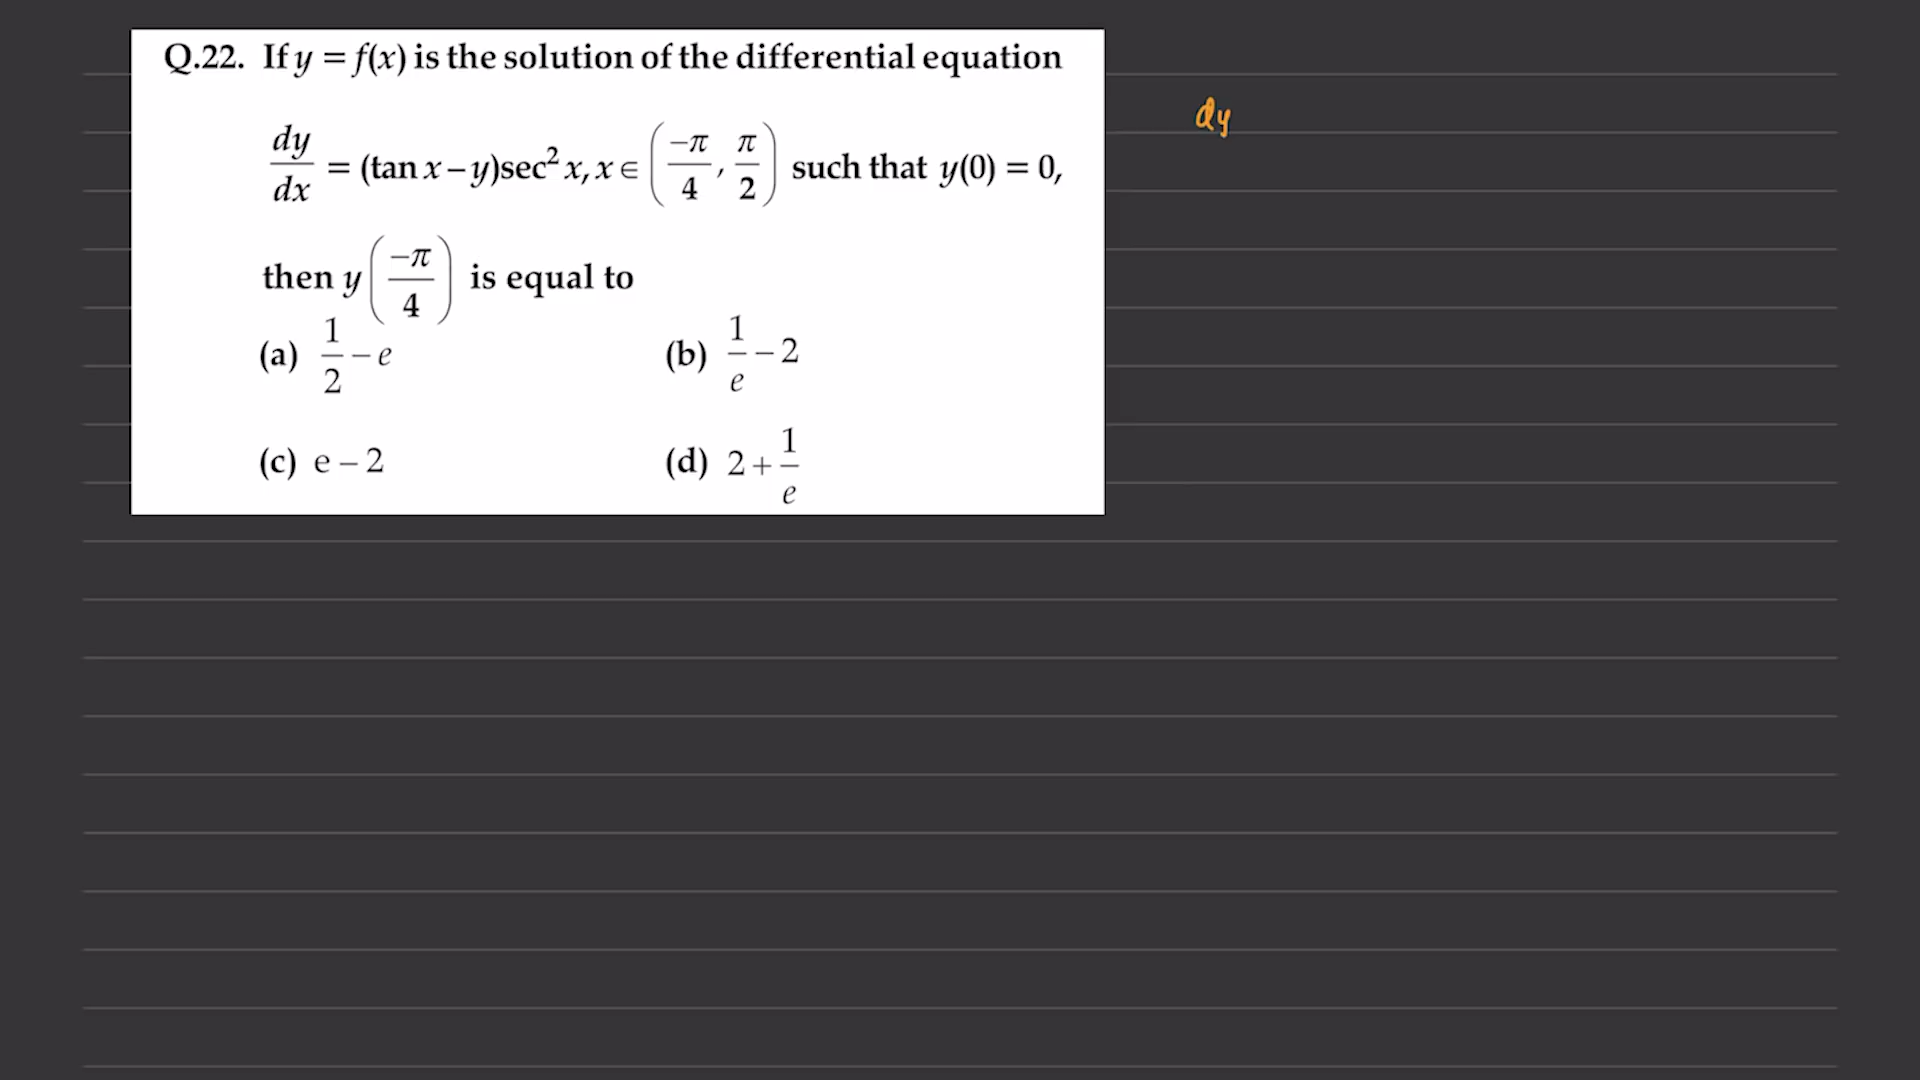 Q.22. If y = f(x) is the solution of the differential equation
dy
dy/dx = (tan x – y)sec² x, x ∈ (–π/4, π/2) such that y(0) = 0,
then y(–π/4) is equal to
(a) 1/2 – e (b) 1/e – 2
(c) e – 2 (d) 2 + 1/e